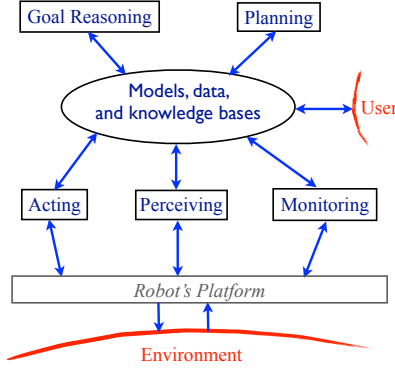 Goal Reasoning
Planning
Models, data,
and knowledge bases
User
Acting
Perceiving
Monitoring
Robot's Platform
Environment